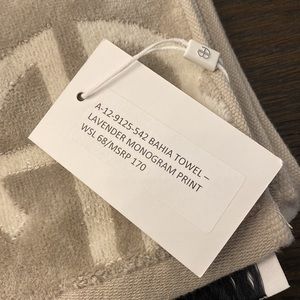 A-12-9125-542 BAHIA TOWEL –
LAVENDER MONOGRAM PRINT
WSL 68/MSRP 170